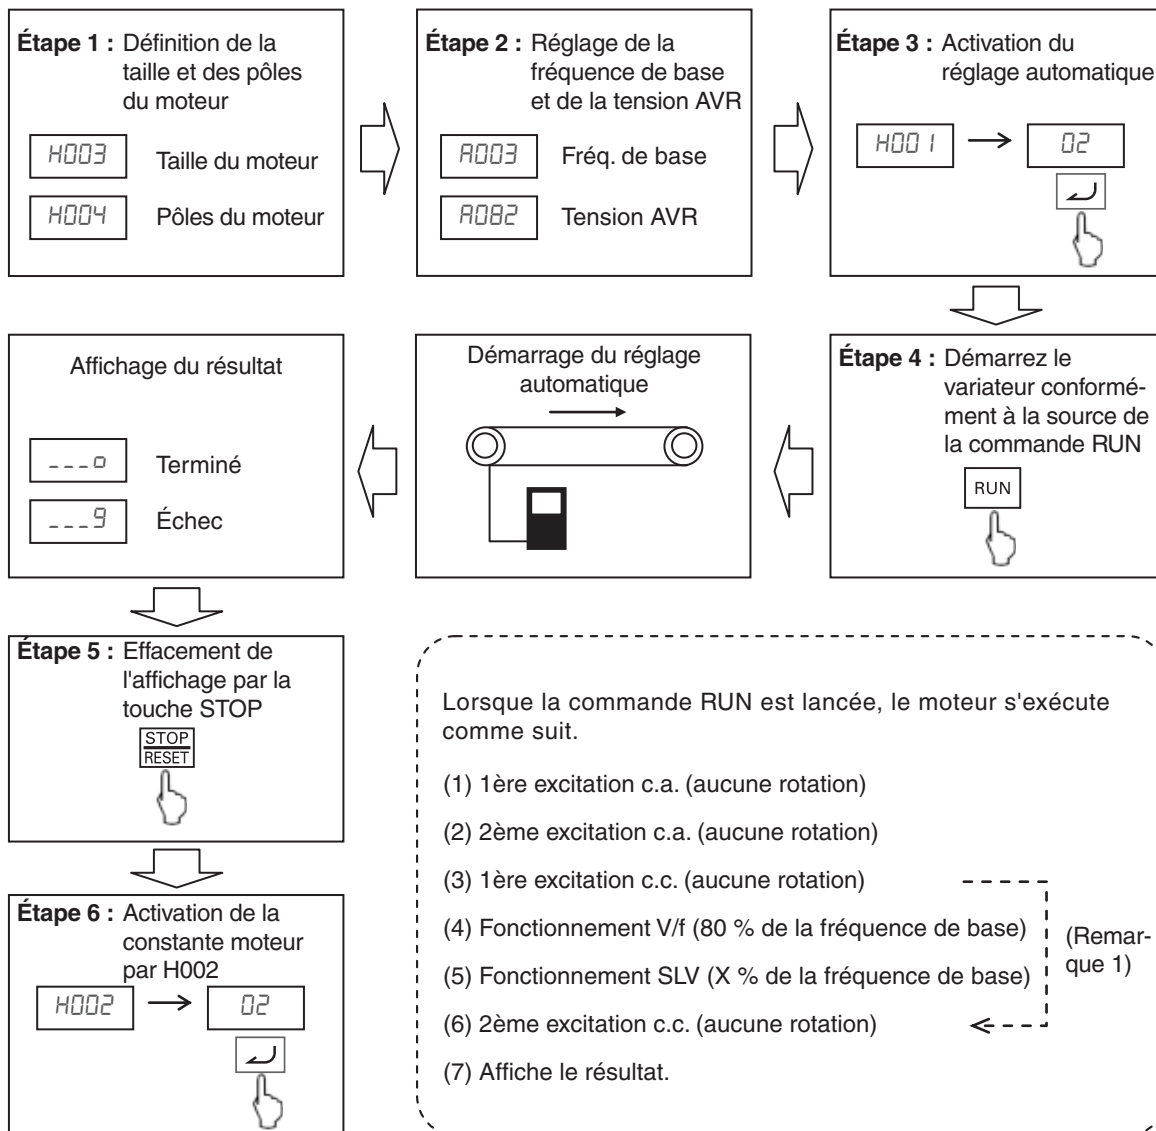 Étape 1 : Définition de la
taille et des pôles
du moteur
H003 Taille du moteur
H004 Pôles du moteur
Étape 2 : Réglage de la
fréquence de base
et de la tension AVR
A003 Fréq. de base
A082 Tension AVR
Étape 3 : Activation du
réglage automatique
H001 → 02
Étape 4 : Démarrez le
variateur conformé-
ment à la source de
la commande RUN
RUN
Démarrage du réglage
automatique
Affichage du résultat
___o Terminé
___9 Échec
Étape 5 : Effacement de
l'affichage par la
touche STOP
STOP
RESET
Étape 6 : Activation de la
constante moteur
par H002
H002 → 02
Lorsque la commande RUN est lancée, le moteur s'exécute
comme suit.
(1) 1ère excitation c.a. (aucune rotation)
(2) 2ème excitation c.a. (aucune rotation)
(3) 1ère excitation c.c. (aucune rotation)
(4) Fonctionnement V/f (80 % de la fréquence de base)
(5) Fonctionnement SLV (X % de la fréquence de base)
(6) 2ème excitation c.c. (aucune rotation)
(7) Affiche le résultat.
(Remar-
que 1)